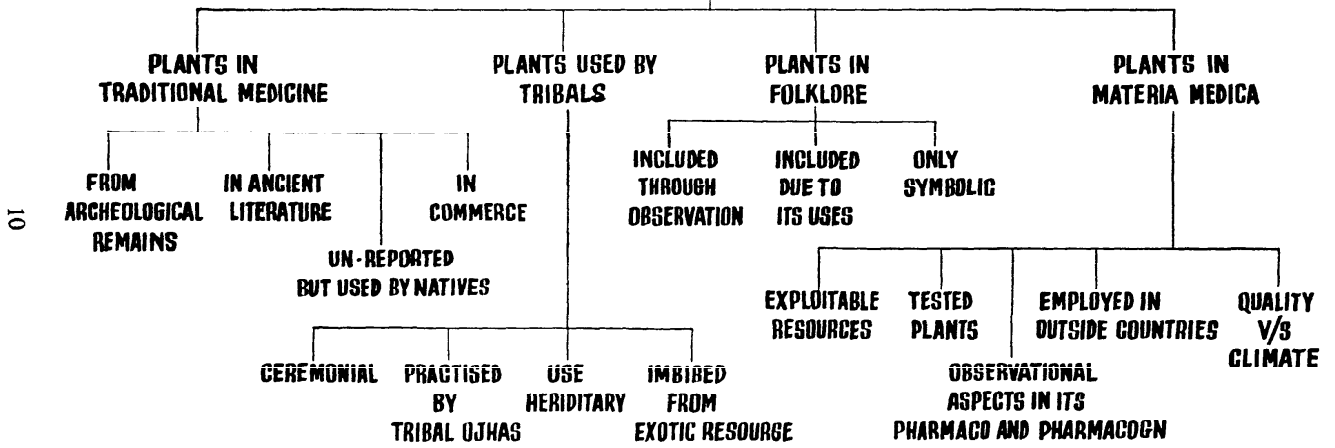 PLANTS IN
TRADITIONAL MEDICINE
PLANTS USED BY
TRIBALS
PLANTS IN
FOLKLORE
PLANTS IN
MATERIA MEDICA
FROM
ARCHEOLOGICAL
REMAINS
IN ANCIENT
LITERATURE
UN-REPORTED
BUT USED BY NATIVES
IN
COMMERCE
INCLUDED
THROUGH
OBSERVATION
INCLUDED
DUE TO
ITS USES
ONLY
SYMBOLIC
CEREMONIAL
PRACTISED
BY
TRIBAL OJHAS
USE
HERIDITARY
IMBIBED
FROM
EXOTIC RESOURGE
EXPLOITABLE
RESOURCES
TESTED
PLANTS
OBSERVATIONAL
ASPECTS IN ITS
PHARMACO AND PHARMACOGN
EMPLOYED IN
OUTSIDE COUNTRIES
QUALITY
V/S
CLIMATE
10